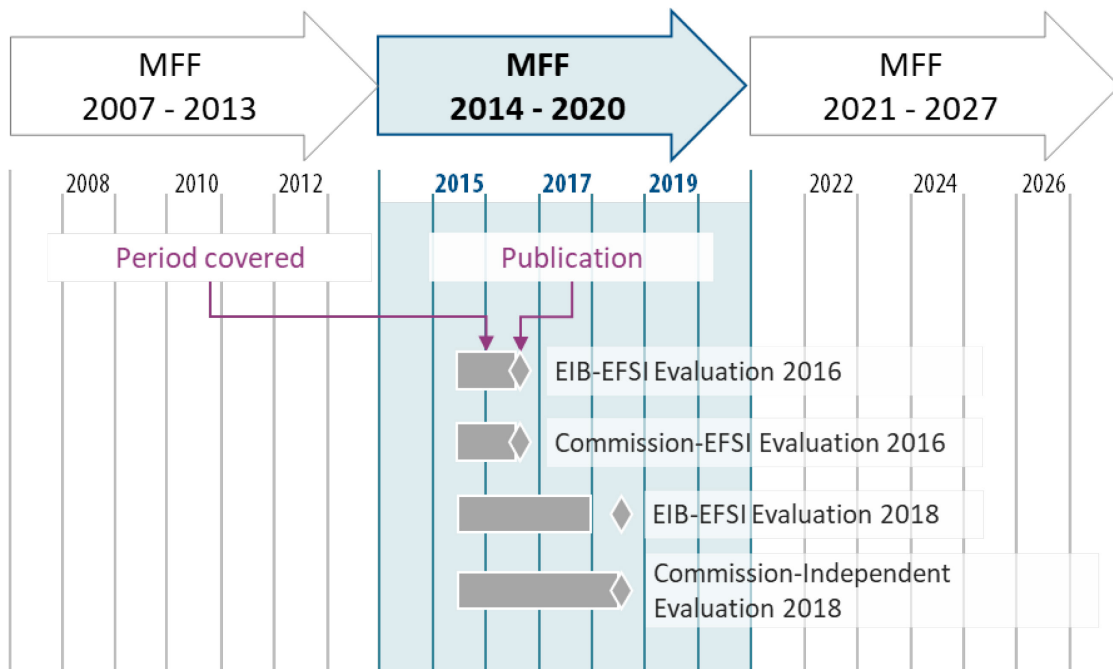 MFF
2007 - 2013
MFF
2014 - 2020
MFF
2021 - 2027
2008
2010
2012
2015
2017
2019
2022
2024
2026
Period covered
Publication
EIB-EFSI Evaluation 2016
Commission-EFSI Evaluation 2016
EIB-EFSI Evaluation 2018
Commission-Independent
Evaluation 2018